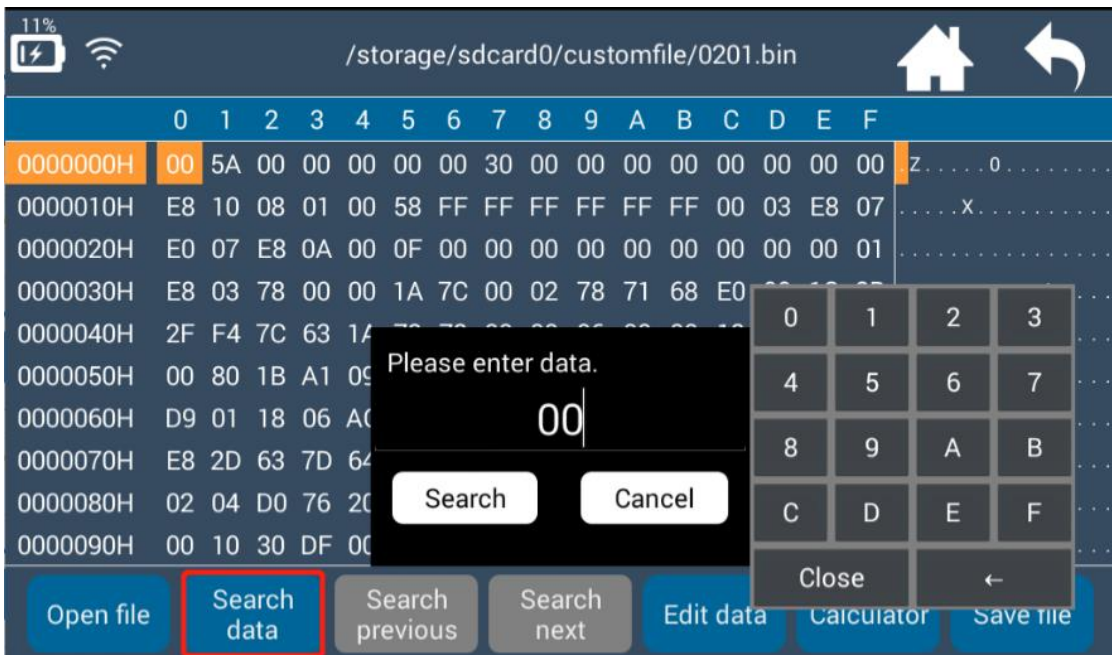 11%
/storage/sdcard0/customfile/0201.bin
0 1 2 3 4 5 6 7 8 9 A B C D E F
0000000H 00 5A 00 00 00 00 00 30 00 00 00 00 00 00 00 00 .Z.....0........
0000010H E8 10 08 01 00 58 FF FF FF FF FF FF 00 03 E8 07 .....X..........
0000020H E0 07 E8 0A 00 0F 00 00 00 00 00 00 00 00 00 01 ................
0000030H E8 03 78 00 00 1A 7C 00 02 78 71 68 E0
0000040H 2F F4 7C 63 1A
0000050H 00 80 1B A1 09
0000060H D9 01 18 06 A0
0000070H E8 2D 63 7D 64
0000080H 02 04 D0 76 20
0000090H 00 10 30 DF 00
Please enter data.
00
Search Cancel
0 1 2 3
4 5 6 7
8 9 A B
C D E F
Close ←
Open file
Search data
Search previous
Search next
Edit data
Calculator
Save file